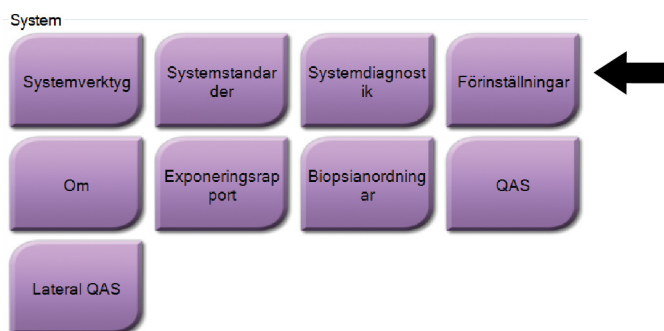 System
Systemverktyg
Systemstandar
der
Systemdiagnost
ik
Förinställningar
Om
Exponeringsrap
port
Biopsianordning
ar
QAS
Lateral QAS